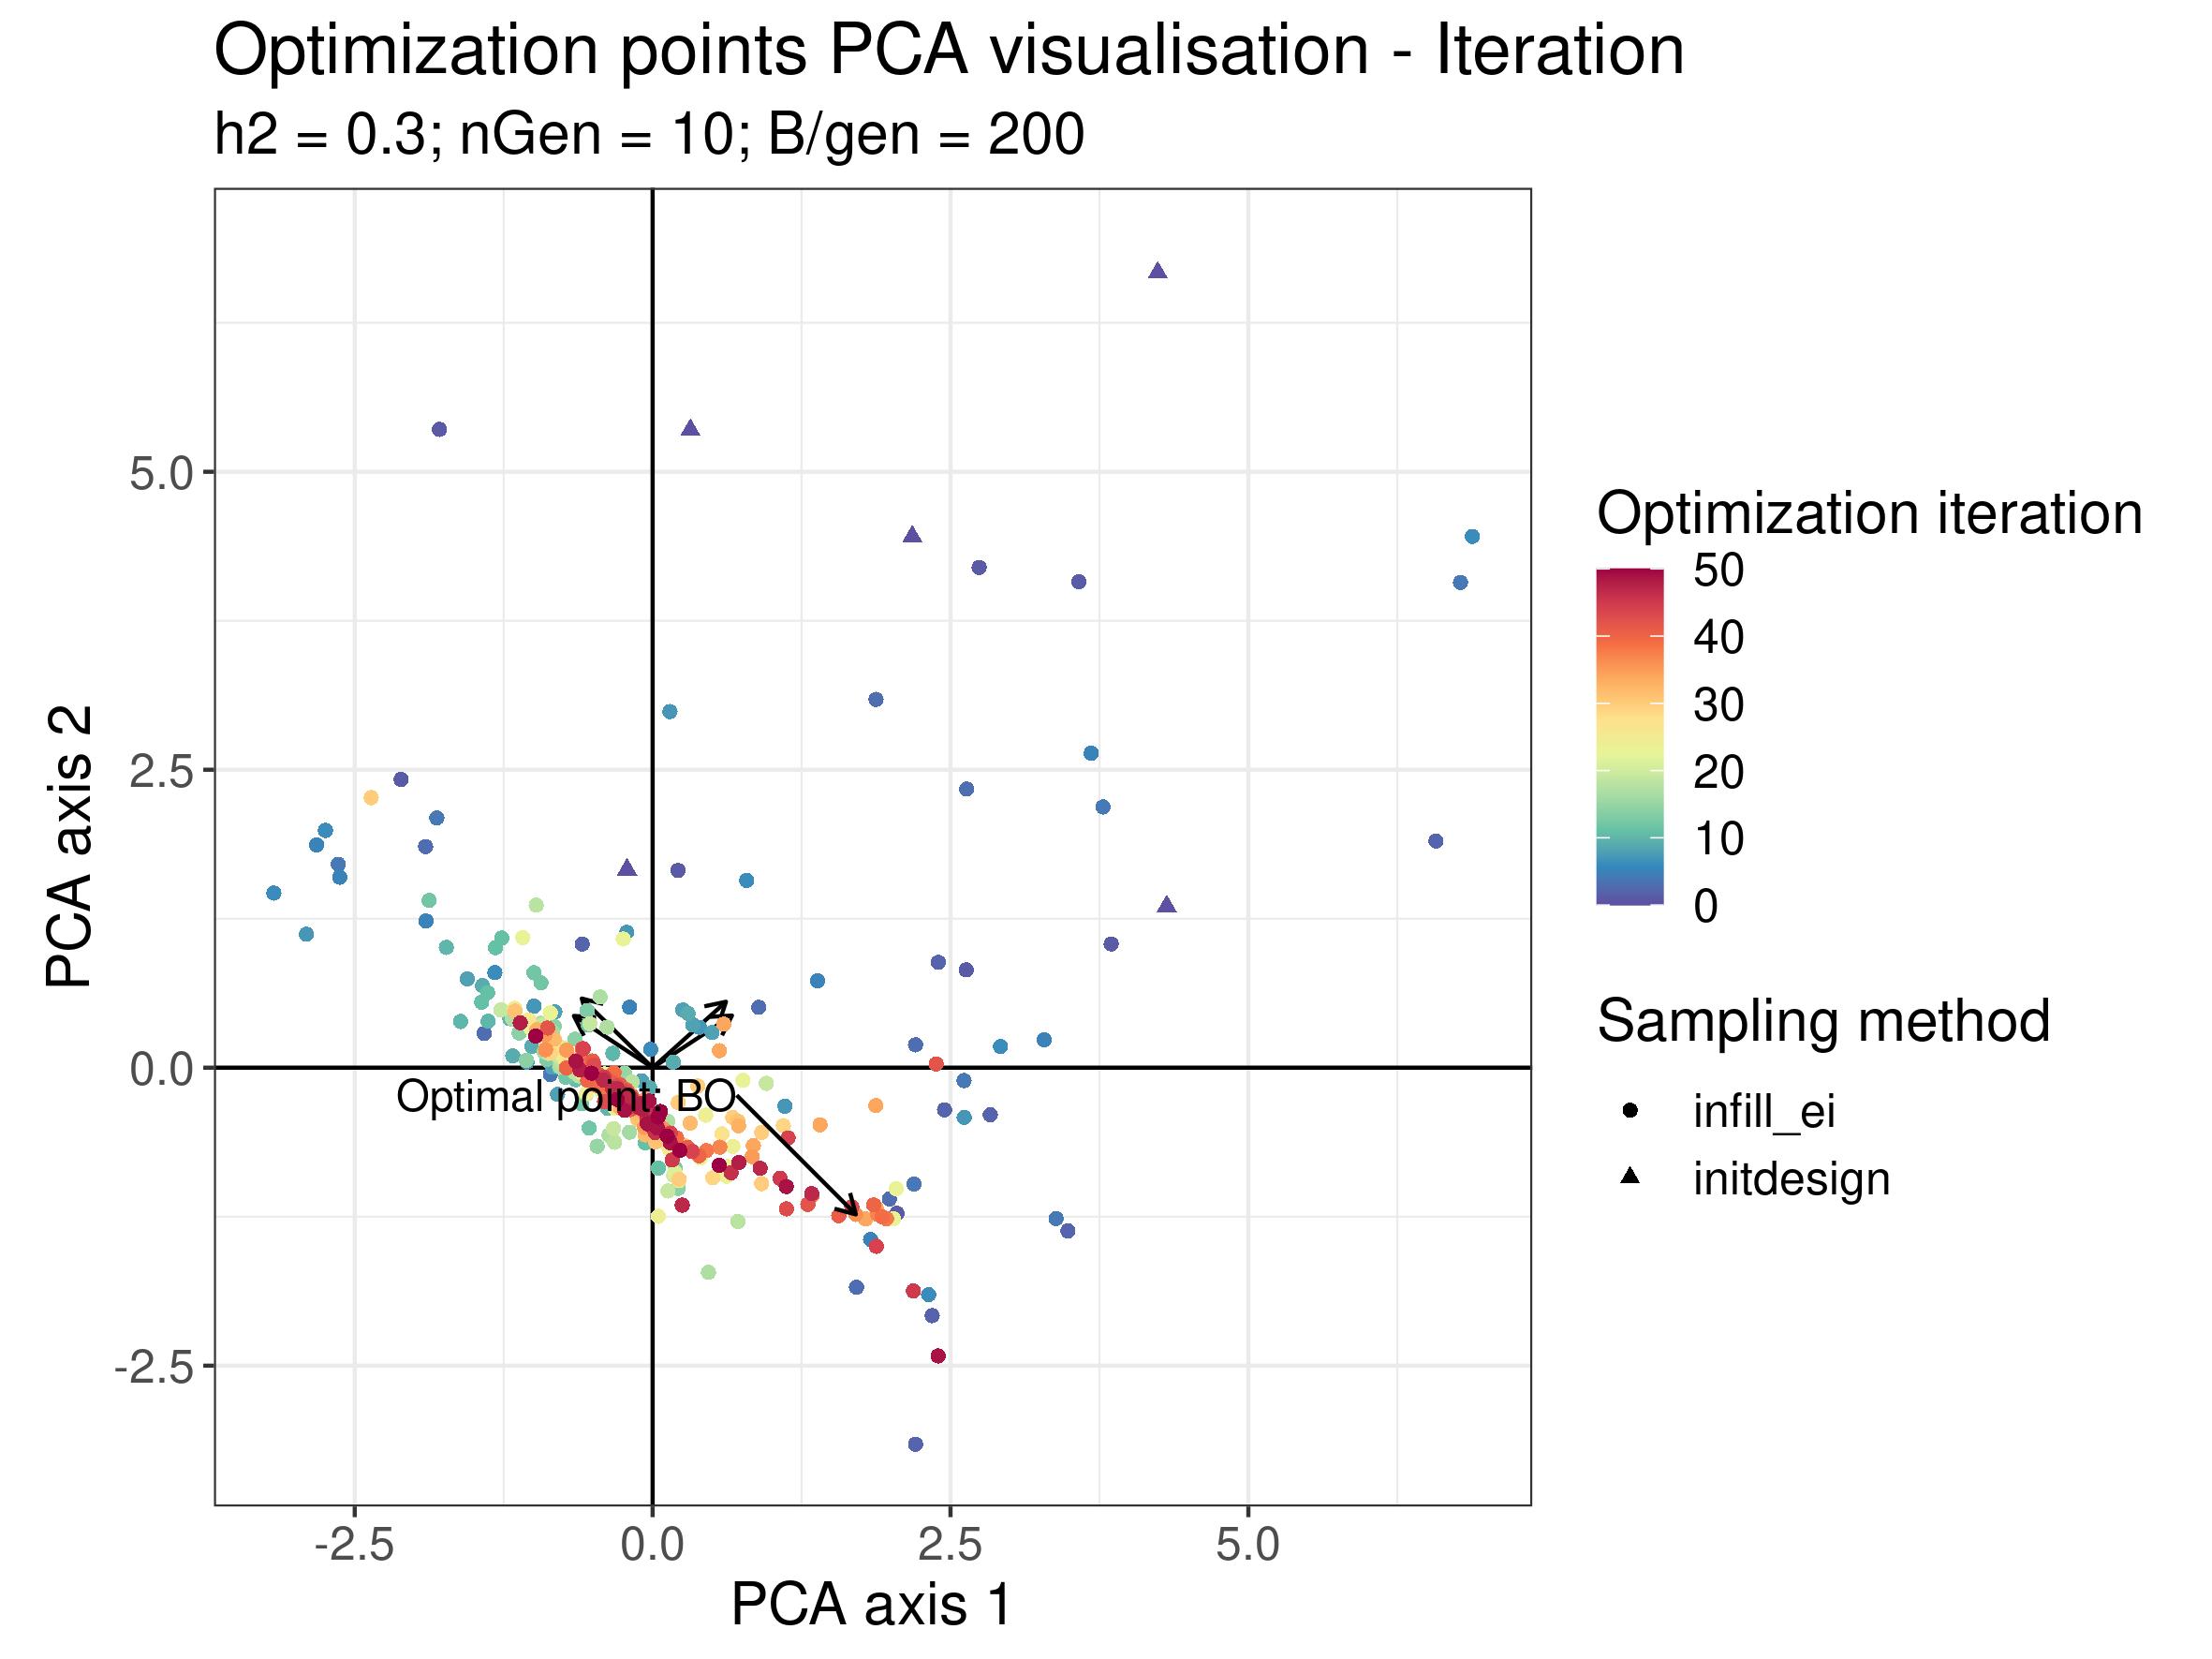 Optimization points PCA visualisation - Iteration
h2 = 0.3; nGen = 10; B/gen = 200
PCA axis 2
5.0
2.5
0.0
-2.5
Optimal point: BO
-2.5
0.0
2.5
5.0
PCA axis 1
Optimization iteration
50
40
30
20
10
0
Sampling method
infill_ei
initdesign